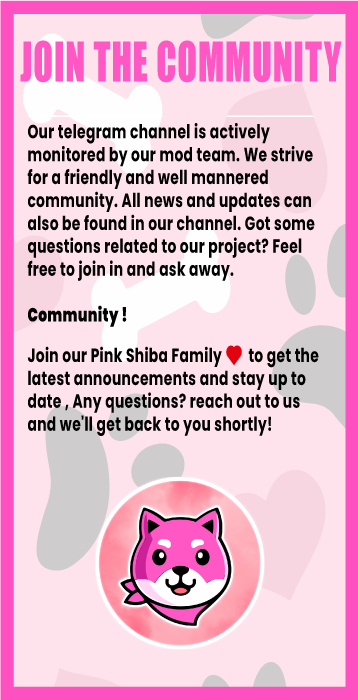 JOIN THE COMMUNITY
Our telegram channel is actively
monitored by our mod team. We strive
for a friendly and well mannered
community. All news and updates can
also be found in our channel. Got some
questions related to our project? Feel
free to join in and ask away.
Community !
Join our Pink Shiba Family ♥ to get the
latest announcements and stay up to
date , Any questions? reach out to us
and we'll get back to you shortly!